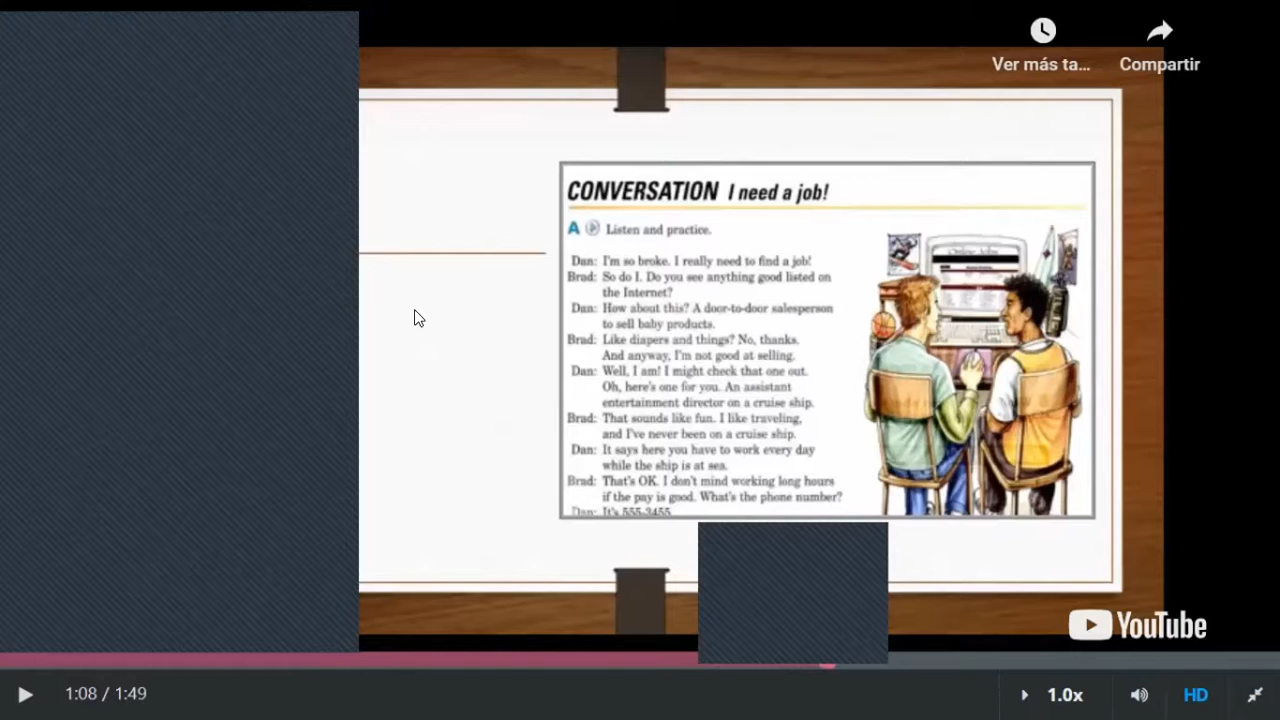 Ver más ta...
Compartir
CONVERSATION I need a job!
A Listen and practice.
Dan: I'm so broke. I really need to find a job!
Brad: So do I. Do you see anything good listed on
the Internet?
Dan: How about this? A door-to-door salesperson
to sell baby products.
Brad: Like diapers and things? No, thanks.
And anyway, I'm not good at selling.
Dan: Well, I am! I might check that one out.
Oh, here's one for you. An assistant
entertainment director on a cruise ship.
Brad: That sounds like fun. I like traveling,
and I've never been on a cruise ship.
Dan: It says here you have to work every day
while the ship is at sea.
Brad: That's OK. I don't mind working long hours
if the pay is good. What's the phone number?
Dan: It's 555-3455
Online Jobs
YouTube
1:08 / 1:49
1.0x
HD